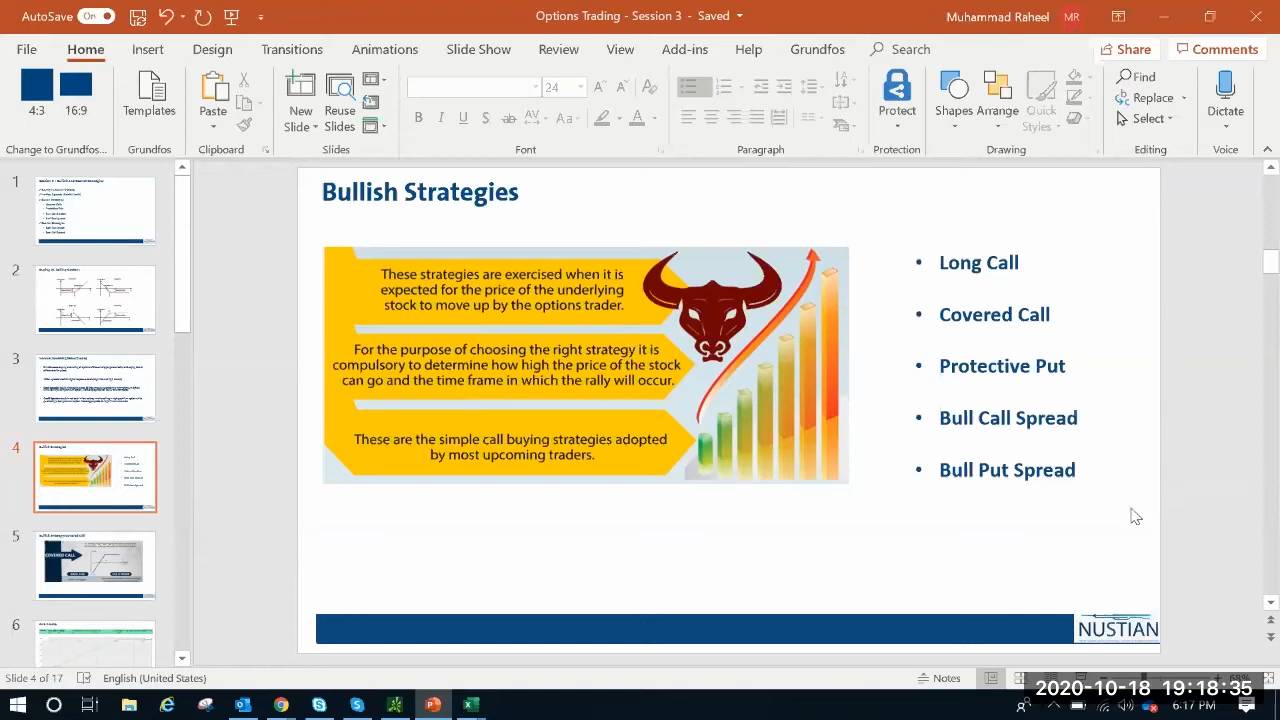 AutoSave On Options Trading - Session 3 - Saved Muhammad Raheel MR
File Home Insert Design Transitions Animations Slide Show Review View Add-ins Help Grundfos Search Share Comments
4:3 16:9 Templates Paste New Slide Reuse Slides 24 Protect Shapes Arrange Quick Styles Find Replace Select Dictate
Change to Grundfos... Grundfos Clipboard Slides Font Paragraph Protection Drawing Editing Voice
1
2
3
4
5
COVERED CALL
6
Bullish Strategies
These strategies are exercised when it is
expected for the price of the underlying
stock to move up by the options trader.
For the purpose of choosing the right strategy it is
compulsory to determine how high the price of the stock
can go and the time frame in which the rally will occur.
These are the simple call buying strategies adopted
by most upcoming traders.
• Long Call
• Covered Call
• Protective Put
• Bull Call Spread
• Bull Put Spread
NUSTIAN
Slide 4 of 17 English (United States) Notes
2020-10-18 19:18:35
6:17 PM